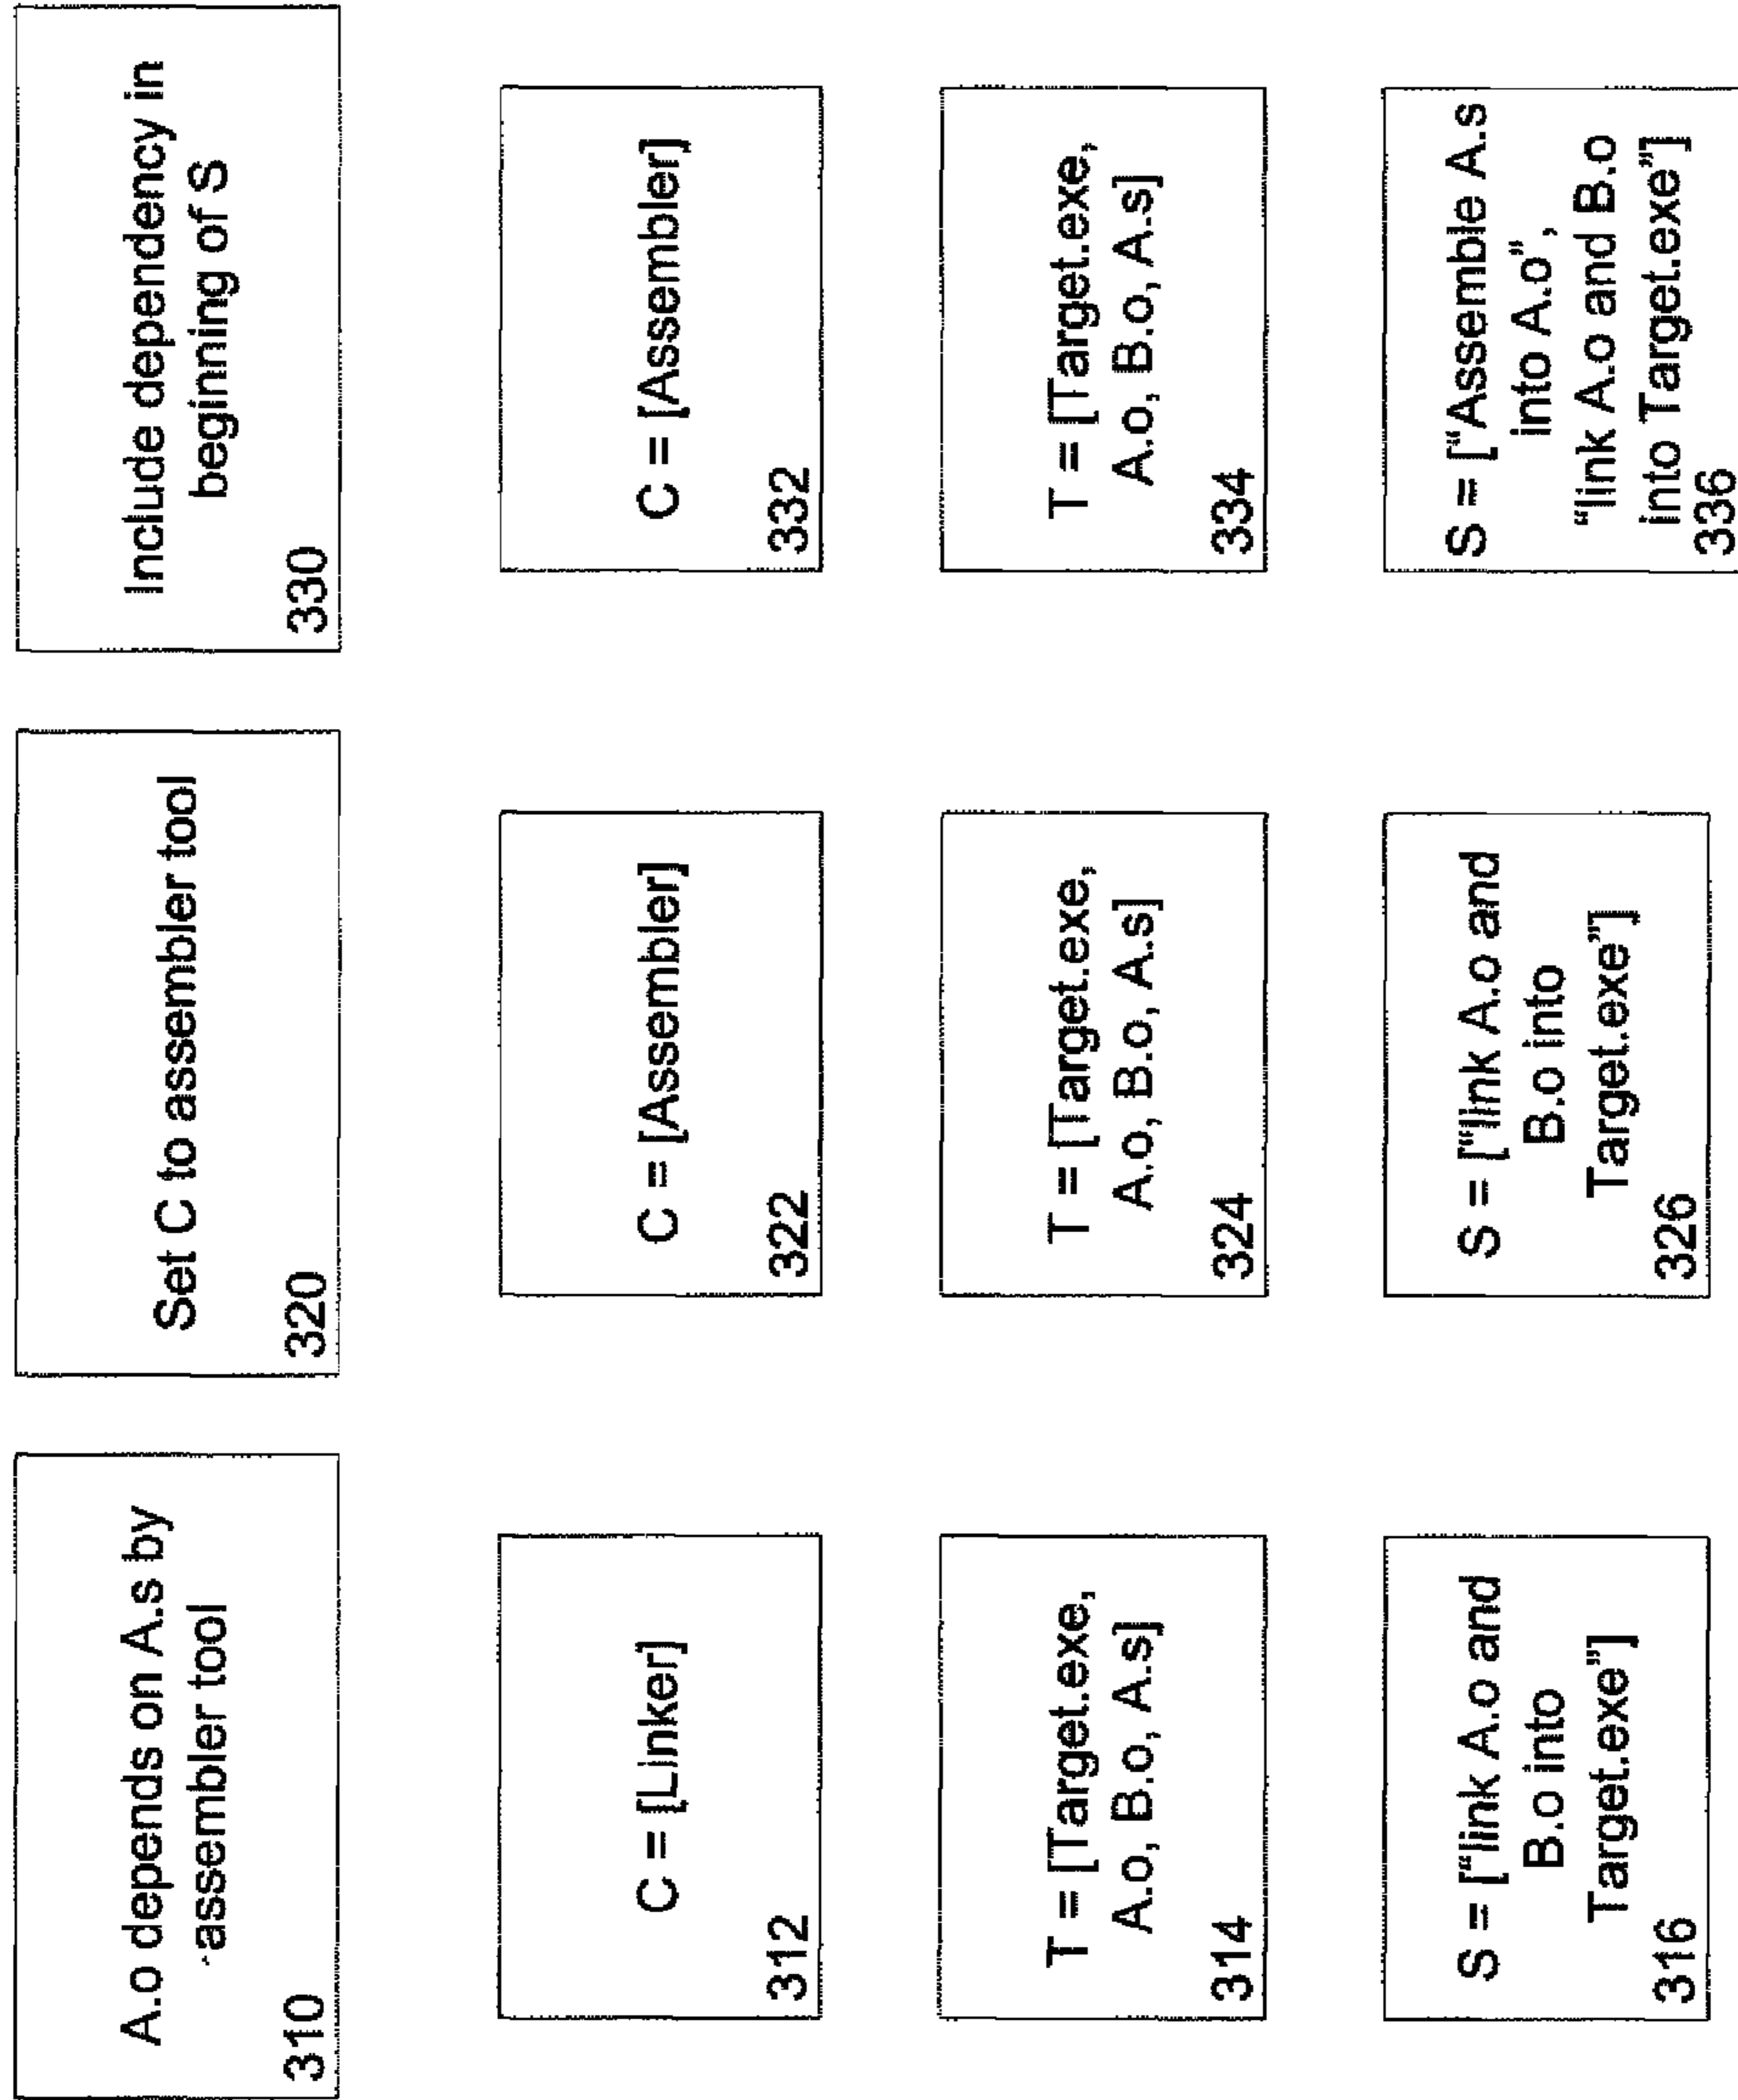 A.o depends on A.s by
assembler tool
310
C = [Linker]
312
T = [Target.exe,
A.o, B.o, A.s]
314
S = [“link A.o and
B.o into
Target.exe”]
316
Set C to assembler tool
320
C = [Assembler]
322
T = [Target.exe,
A.o, B.o, A.s]
324
S = [“link A.o and
B.o into
Target.exe”]
326
Include dependency in
beginning of S
330
C = [Assembler]
332
T = [Target.exe,
A.o, B.o, A.s]
334
S = [“Assemble A.s
into A.o”,
“link A.o and B.o
into Target.exe”]
336